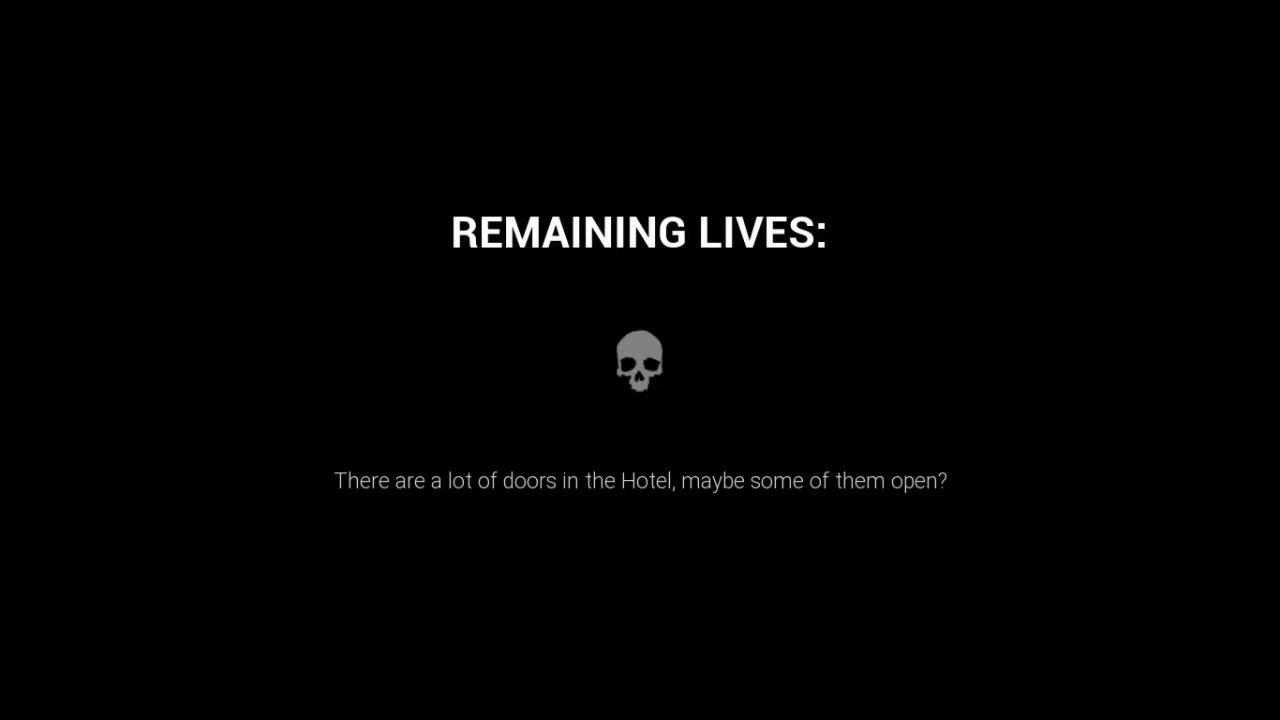 REMAINING LIVES:
There are a lot of doors in the Hotel, maybe some of them open?